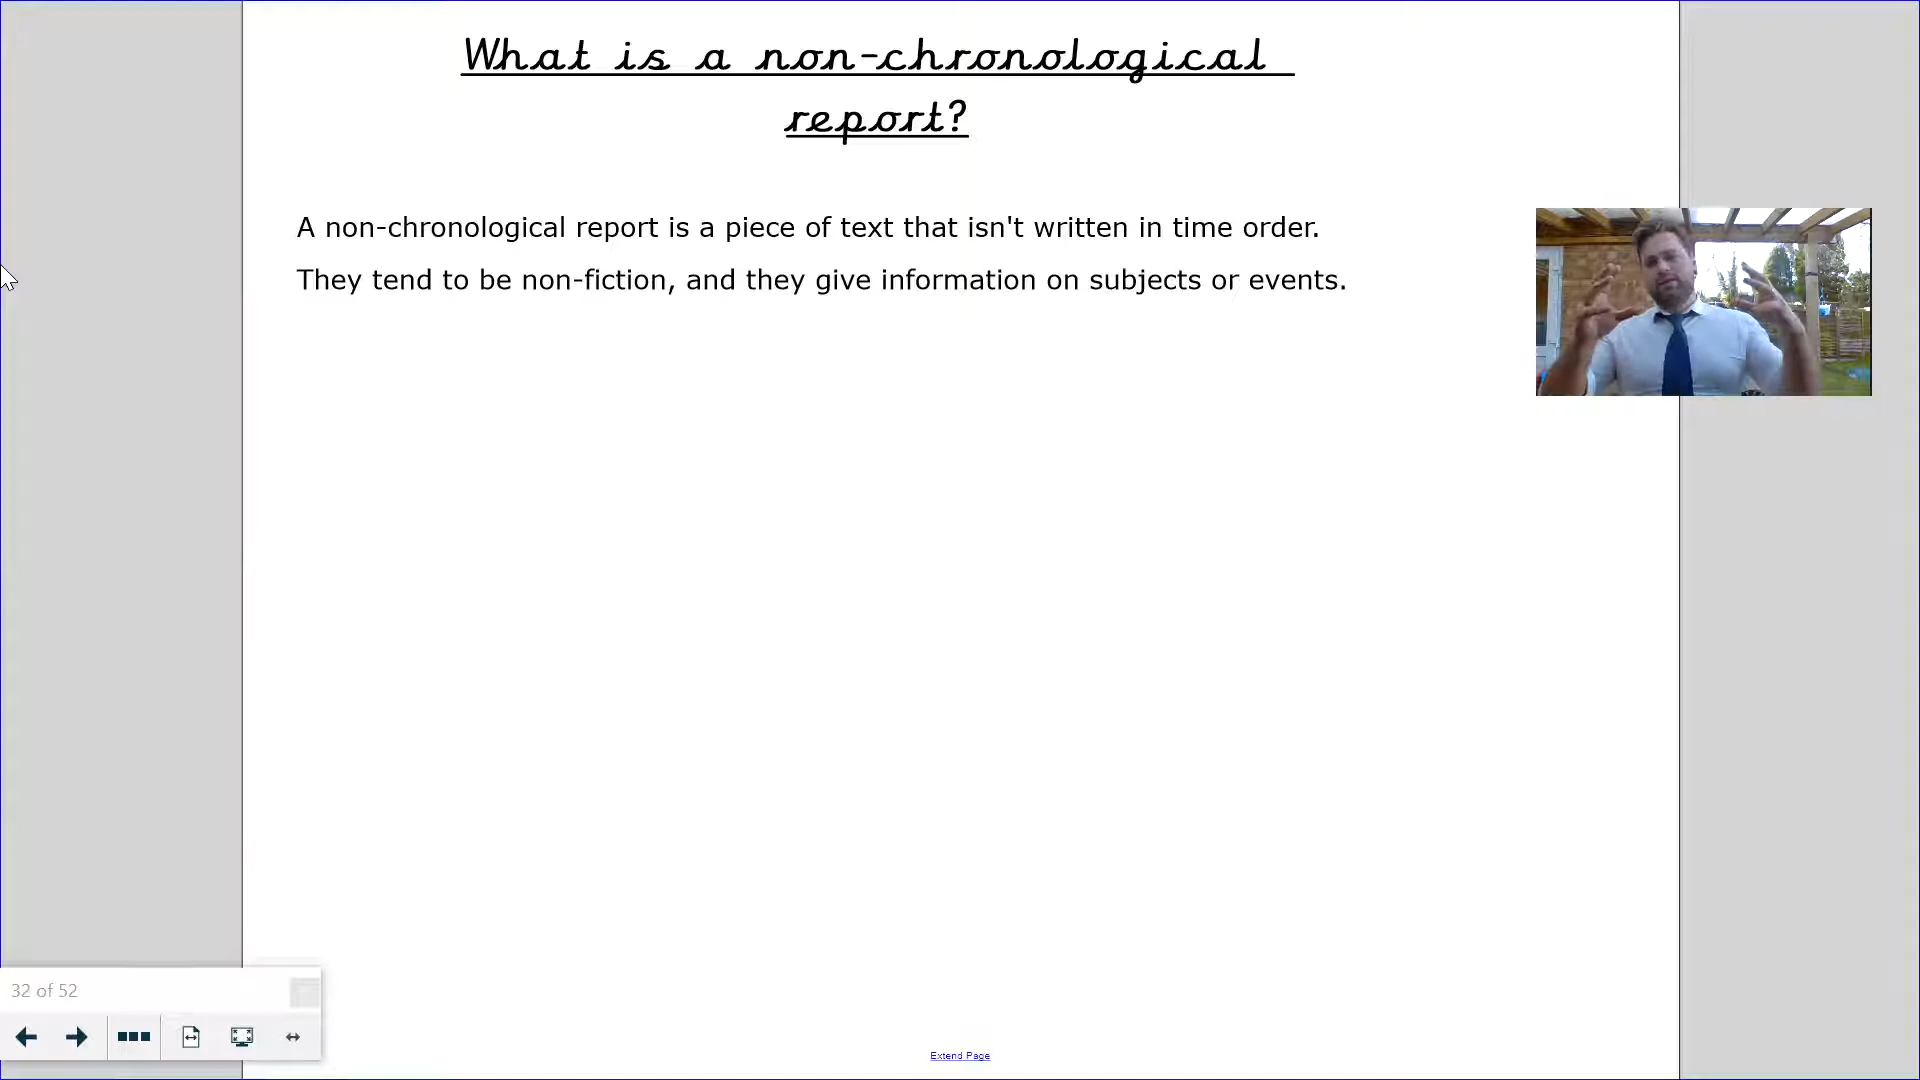 What is a non-chronological
report?
A non-chronological report is a piece of text that isn't written in time order.
They tend to be non-fiction, and they give information on subjects or events.
32 of 52
Extend Page